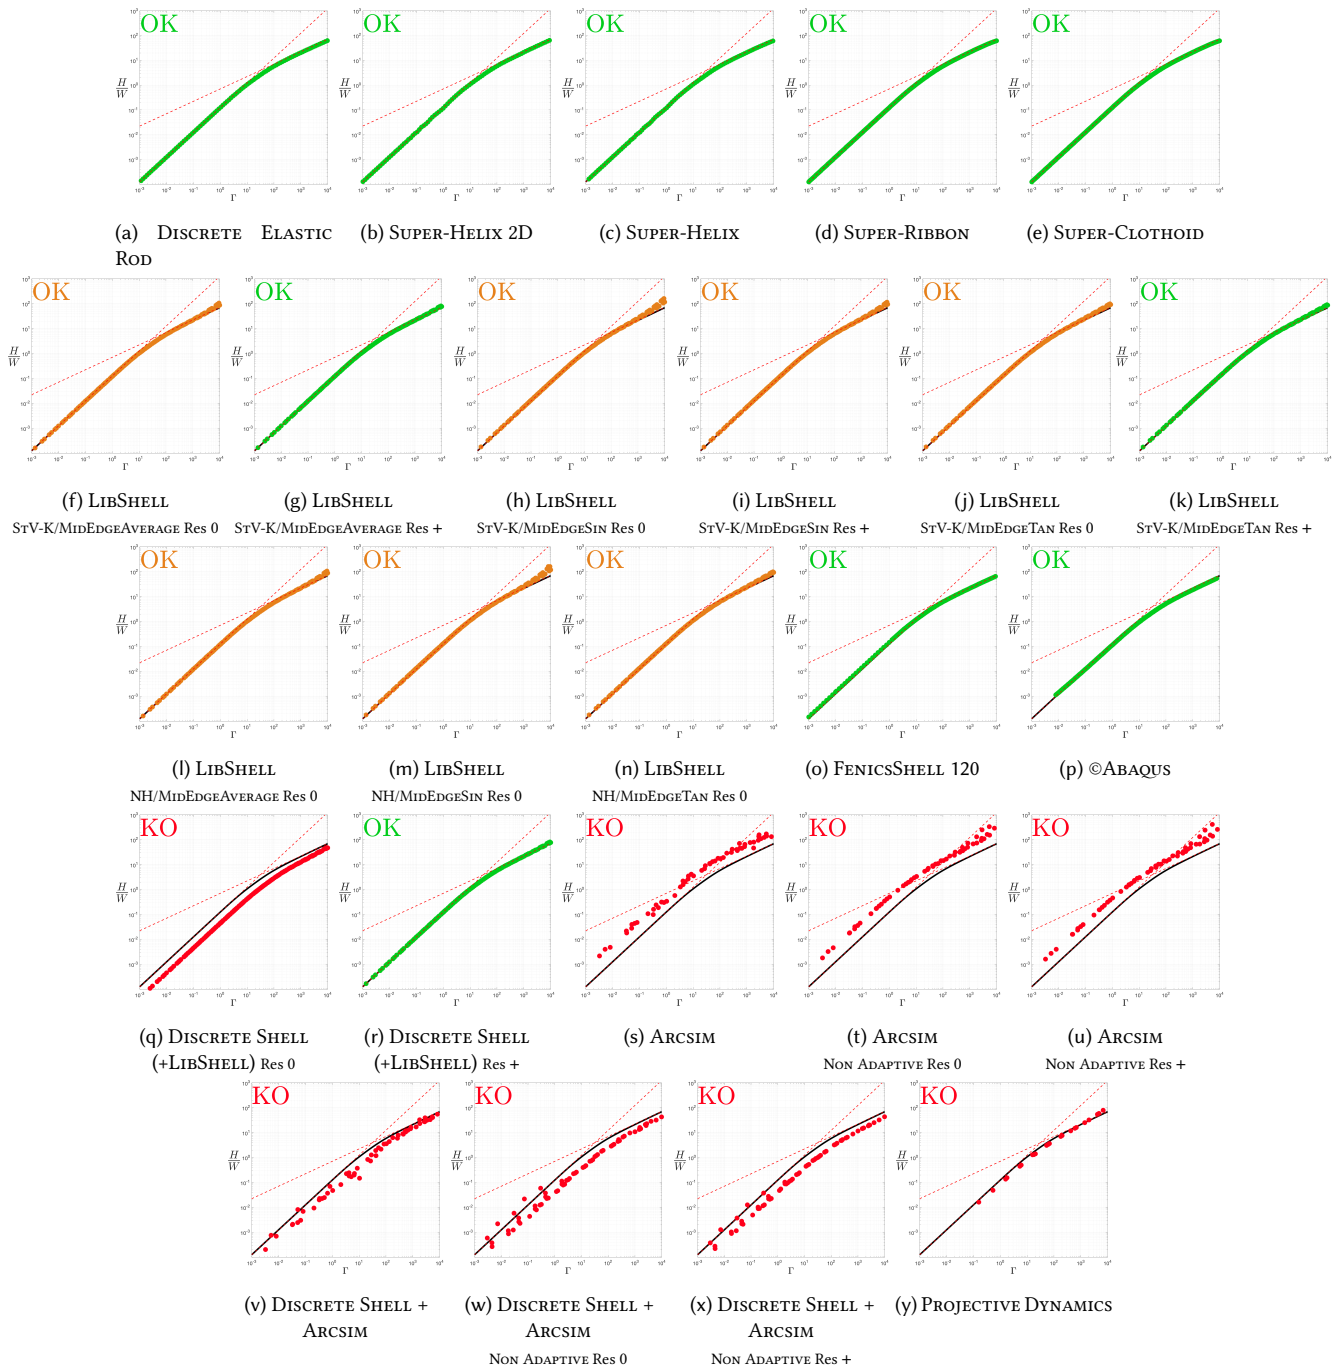 OK OK OK OK OK
H/W Γ H/W Γ H/W Γ H/W Γ H/W Γ
(a) Discrete Elastic Rod
(b) Super-Helix 2D
(c) Super-Helix
(d) Super-Ribbon
(e) Super-Clothoid
OK OK OK OK OK OK
H/W Γ H/W Γ H/W Γ H/W Γ H/W Γ H/W Γ
(f) LibShell
StV-K/MidEdgeAverage Res 0
(g) LibShell
StV-K/MidEdgeAverage Res +
(h) LibShell
StV-K/MidEdgeSin Res 0
(i) LibShell
StV-K/MidEdgeSin Res +
(j) LibShell
StV-K/MidEdgeTan Res 0
(k) LibShell
StV-K/MidEdgeTan Res +
OK OK OK OK OK
H/W Γ H/W Γ H/W Γ H/W Γ H/W Γ
(l) LibShell
NH/MidEdgeAverage Res 0
(m) LibShell
NH/MidEdgeSin Res 0
(n) LibShell
NH/MidEdgeTan Res 0
(o) FenicsShell 120
(p) ©Abaqus
KO OK KO KO KO
H/W Γ H/W Γ H/W Γ H/W Γ H/W Γ
(q) Discrete Shell
(+LibShell) Res 0
(r) Discrete Shell
(+LibShell) Res +
(s) Arcsim
(t) Arcsim
Non Adaptive Res 0
(u) Arcsim
Non Adaptive Res +
KO KO KO KO
H/W Γ H/W Γ H/W Γ H/W Γ
(v) Discrete Shell +
Arcsim
(w) Discrete Shell +
Arcsim
Non Adaptive Res 0
(x) Discrete Shell +
Arcsim
Non Adaptive Res +
(y) Projective Dynamics